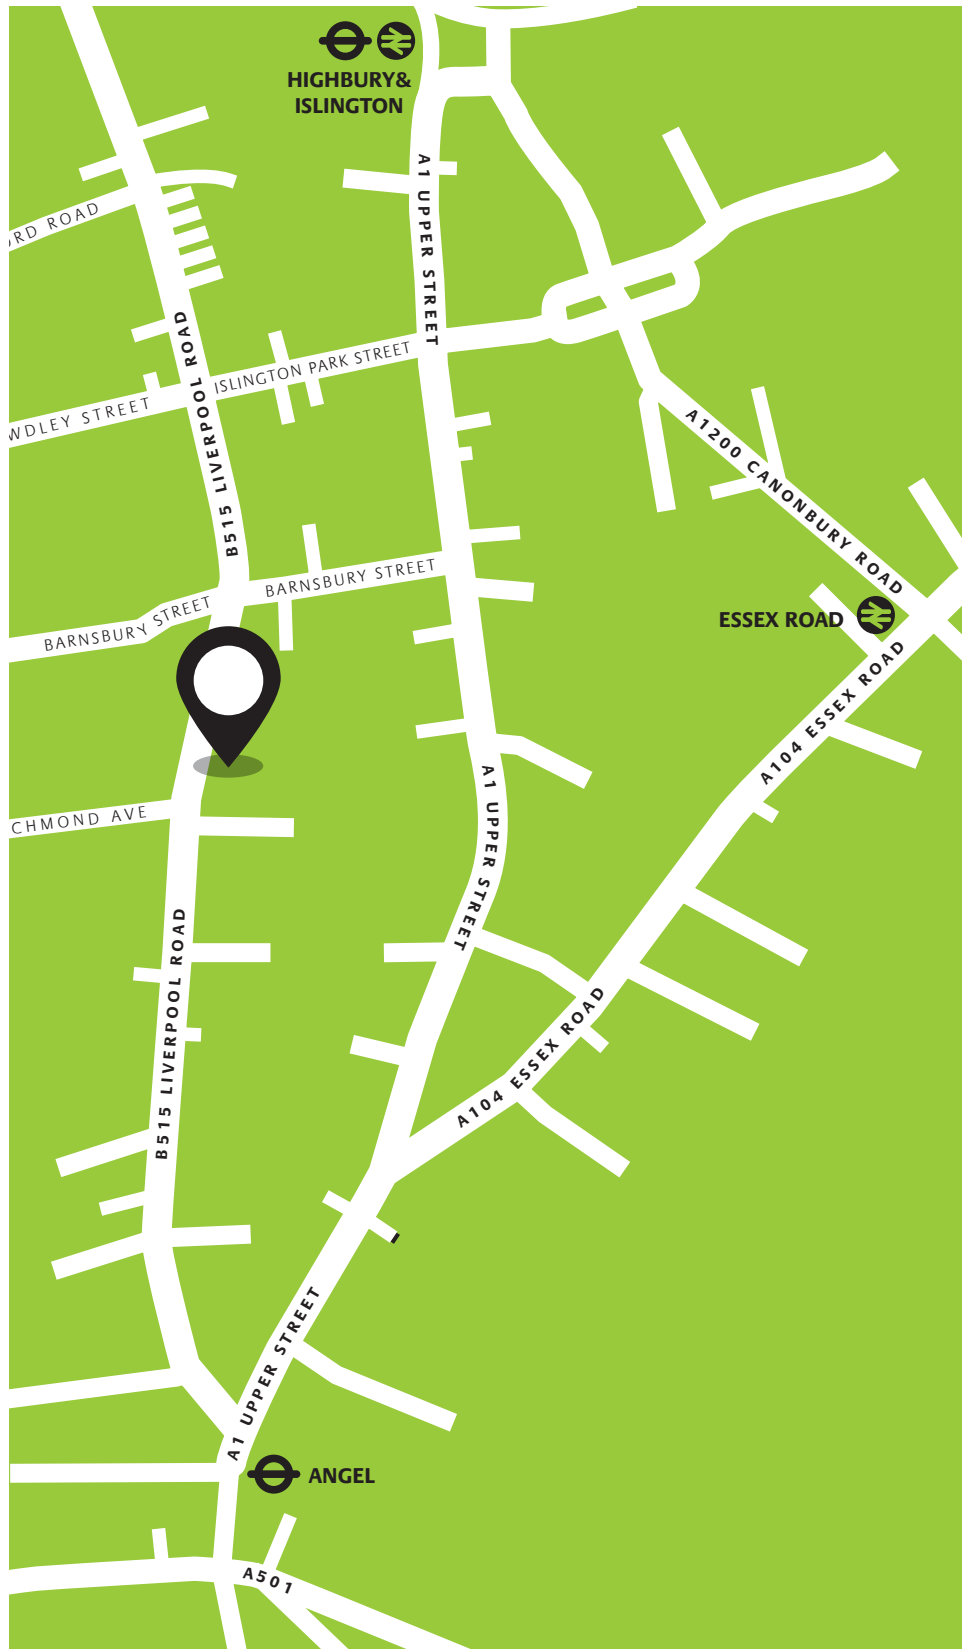 HIGHBURY&
ISLINGTON
A1 UPPER STREET
ORD ROAD
B515 LIVERPOOL ROAD
ISLINGTON PARK STREET
WDLEY STREET
A1200 CANONBURY ROAD
BARNSBURY STREET
BARNSBURY STREET
ESSEX ROAD
A104 ESSEX ROAD
A1 UPPER STREET
CHMOND AVE
B515 LIVERPOOL ROAD
A104 ESSEX ROAD
A1 UPPER STREET
ANGEL
A501